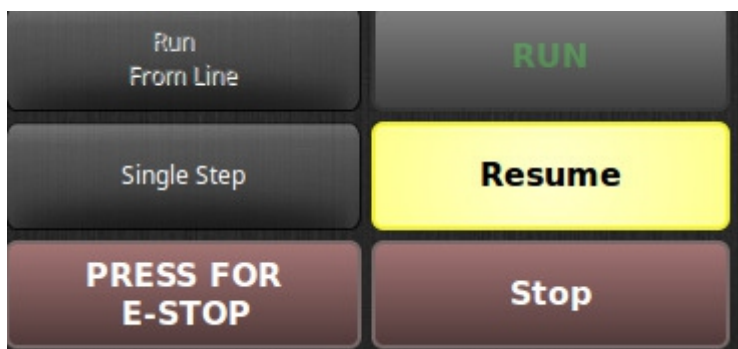 Run
From Line
RUN
Single Step
Resume
PRESS FOR
E-STOP
Stop